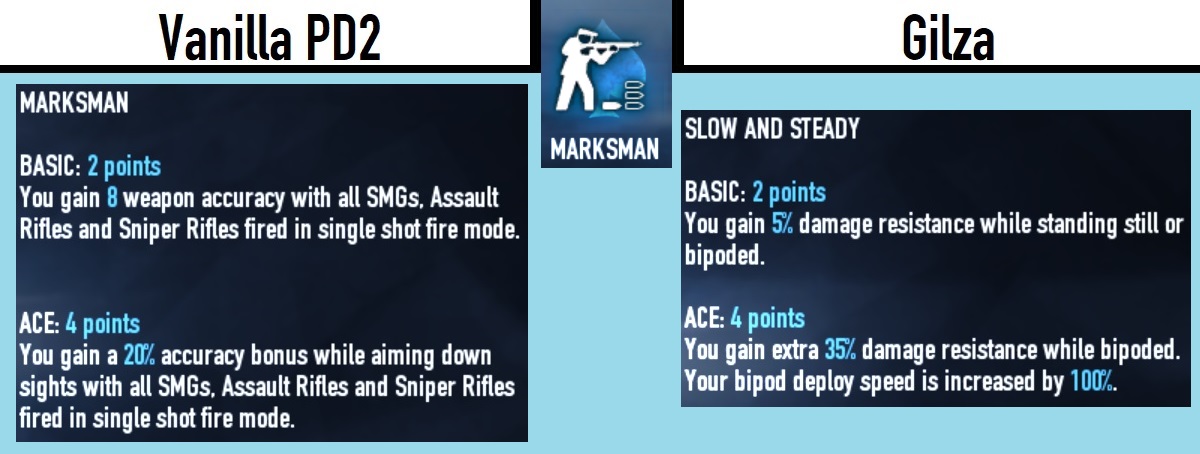 Vanilla PD2
MARKSMAN
BASIC: 2 points
You gain 8 weapon accuracy with all SMGs, Assault
Rifles and Sniper Rifles fired in single shot fire mode.
ACE: 4 points
You gain a 20% accuracy bonus while aiming down
sights with all SMGs, Assault Rifles and Sniper Rifles
fired in single shot fire mode.
MARKSMAN
Gilza
SLOW AND STEADY
BASIC: 2 points
You gain 5% damage resistance while standing still or
bipoded.
ACE: 4 points
You gain extra 35% damage resistance while bipoded.
Your bipod deploy speed is increased by 100%.